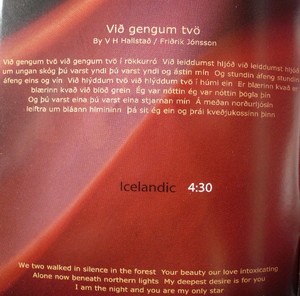 Við gengum tvö
By V H Hallstað / Friðrik Jónsson
Við gengum tvö við gengum tvö í rökkurró Við leiddumst hljóð við leiddumst hljóð
um ungan skóg þú varst yndi þú varst yndi og ástin mín Og stundin áfeng stundin
áfeng eins og vín Við hlýddum tvö við hlýddum tvö í húmi ein Er blærinn kvað er
blærinn kvað við bloð grein Ég var nóttin ég var nóttin þögla þín
Og þú varst eina þú varst eina stjarnan mín Á meðan norðurljósin
leiftra um bláann himininn þá sit ég ein og þrái kveðjukossinn þinn
Icelandic 4:30
We two walked in silence in the forest Your beauty our love intoxicating
Alone now beneath northern lights My deepest desire is for you
I am the night and you are my only star